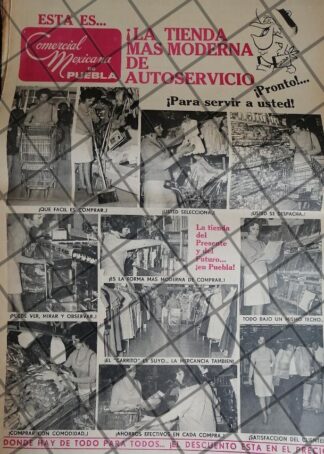 ESTA ES...
Comercial
Mexicana
DE
PUEBLA
¡LA TIENDA
MAS MODERNA
DE
AUTOSERVICIO
¡Pronto!...
¡Para servir a usted!
¡QUE FACIL ES COMPRAR.!
¡USTED SELECCIONA.!
¡USTED SE DESPACHA.!
La tienda
del
Presente
y del
Futuro...
¡en Puebla!
¡ES LA FORMA MAS MODERNA DE COMPRAR.!
¡PUEDE VER, MIRAR Y OBSERVAR.!
TODO BAJO UN MISMO TECHO.
¡EL "CARRITO" ES SUYO... LA MERCANCIA TAMBIEN!
¡COMPRAR CON COMODIDAD.!
¡AHORROS EFECTIVOS EN CADA COMPRA.!
¡SATISFACCION DEL CLIENTE
DONDE HAY DE TODO PARA TODOS... ¡EL DESCUENTO ESTA EN EL PRECIO